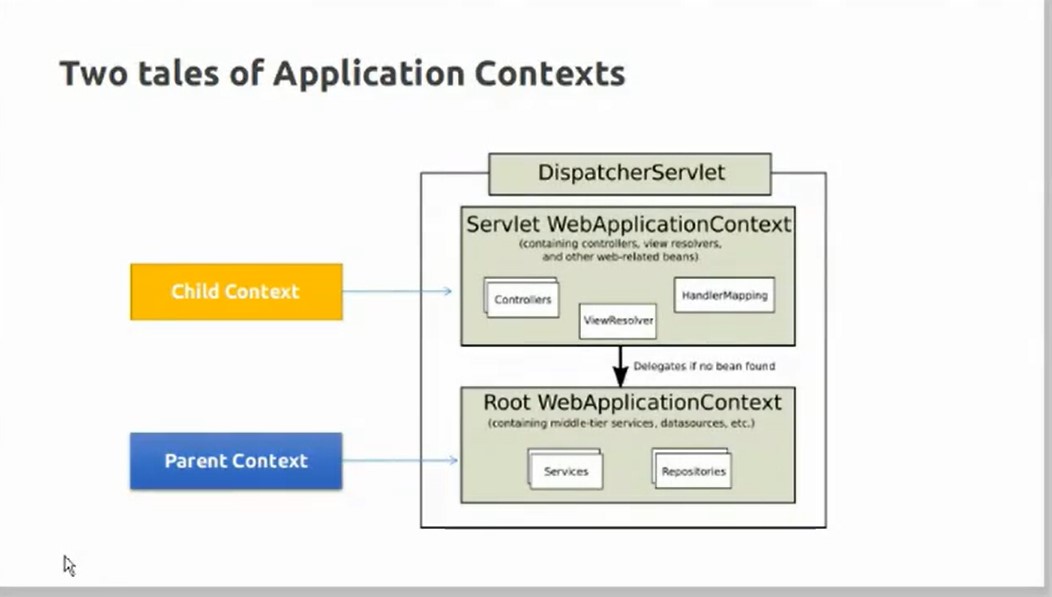 Two tales of Application Contexts
DispatcherServlet
Servlet WebApplicationContext
(containing controllers, view resolvers,
and other web-related beans)
Child Context
Controllers
HandlerMapping
ViewResolver
Delegates if no bean found
Root WebApplicationContext
(containing middle-tier services, datasources, etc.)
Parent Context
Services
Repositories